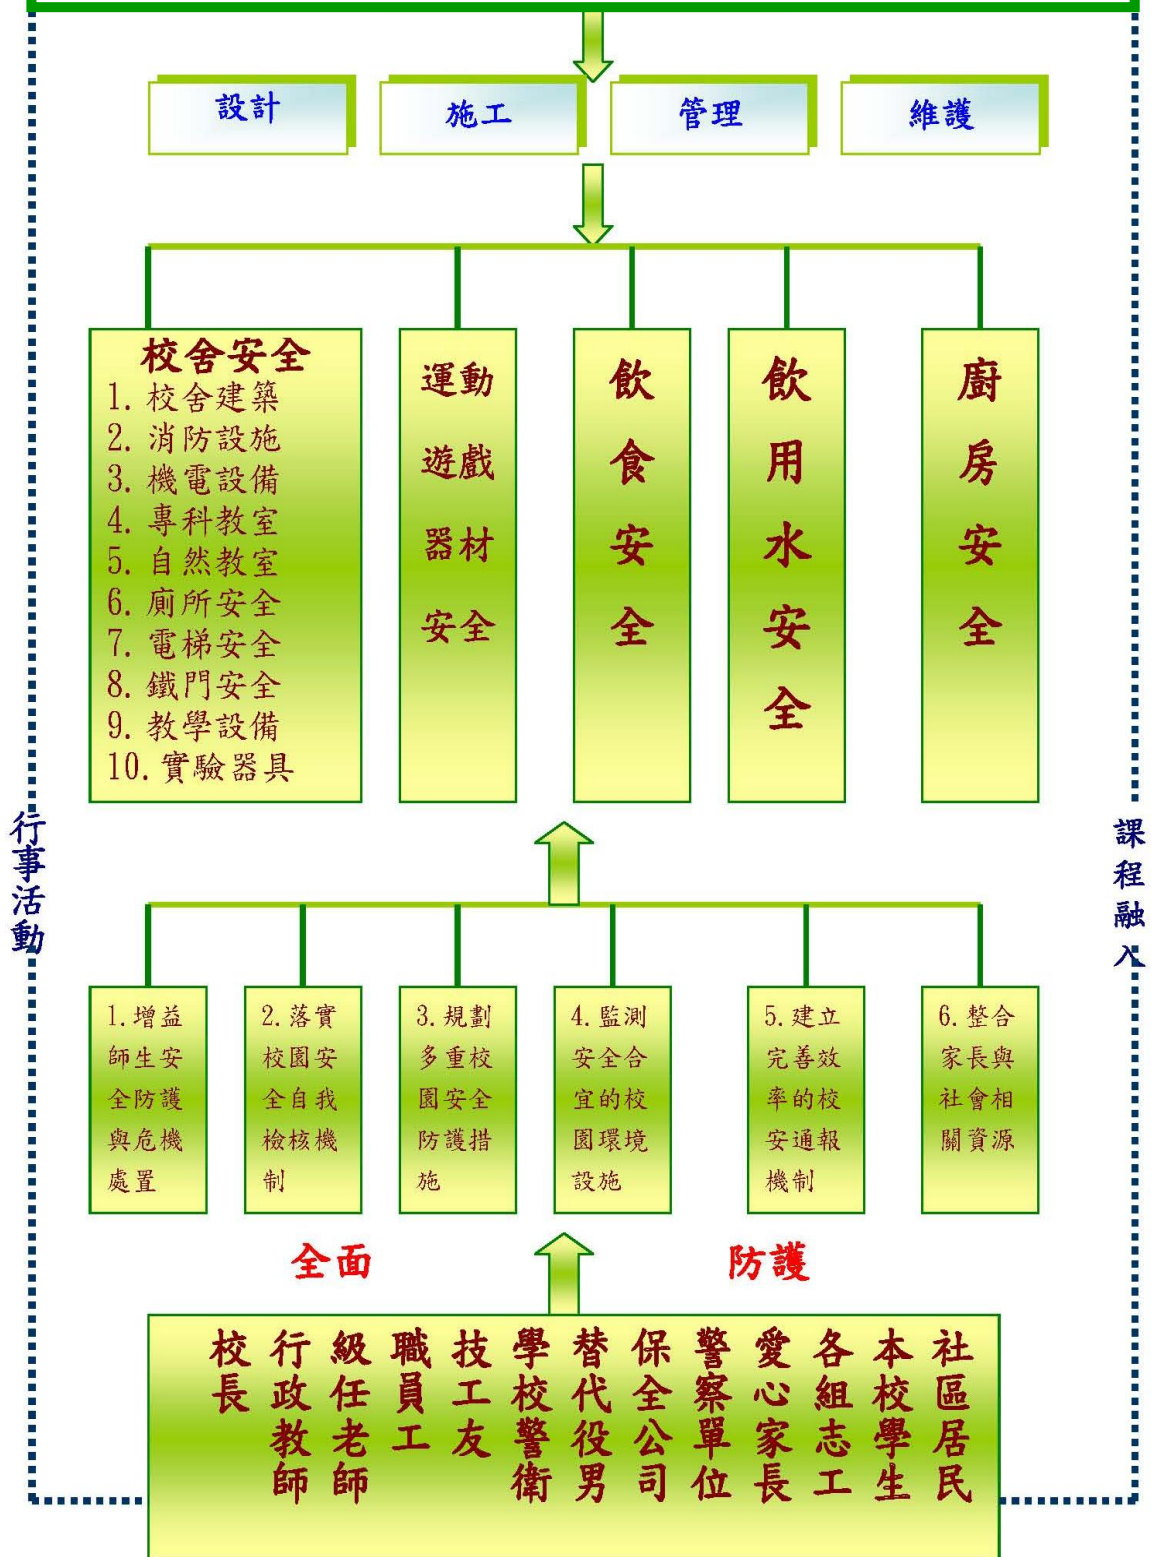 設計
施工
管理
維護
校舍安全
1. 校舍建築
2. 消防設施
3. 機電設備
4. 專科教室
5. 自然教室
6. 廁所安全
7. 電梯安全
8. 鐵門安全
9. 教學設備
10. 實驗器具
運動
遊戲
器材
安全
飲食安全
飲用水安全
廚房安全
行事活動
課程融入
1. 增益
師生安
全防護
與危機
處置
2. 落實
校園安
全自我
檢核機
制
3. 規劃
多重校
園安全
防護措
施
4. 監測
安全合
宜的校
園環境
設施
5. 建立
完善效
率的校
安通報
機制
6. 整合
家長與
社會相
關資源
全面
防護
校長
行政教師
級任老師
職員工
技工友
學校警衛
替代役男
保全公司
警察單位
愛心家長
各組志工
本校學生
社區居民